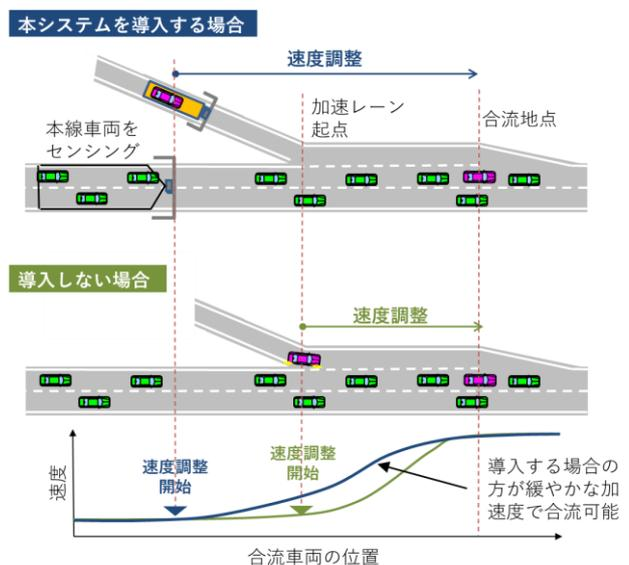 本システムを導入する場合
速度調整
加速レーン
起点
合流地点
本線車両を
センシング
導入しない場合
速度調整
速度
速度調整
開始
速度調整
開始
導入する場合の
方が緩やかな加
速度で合流可能
合流車両の位置